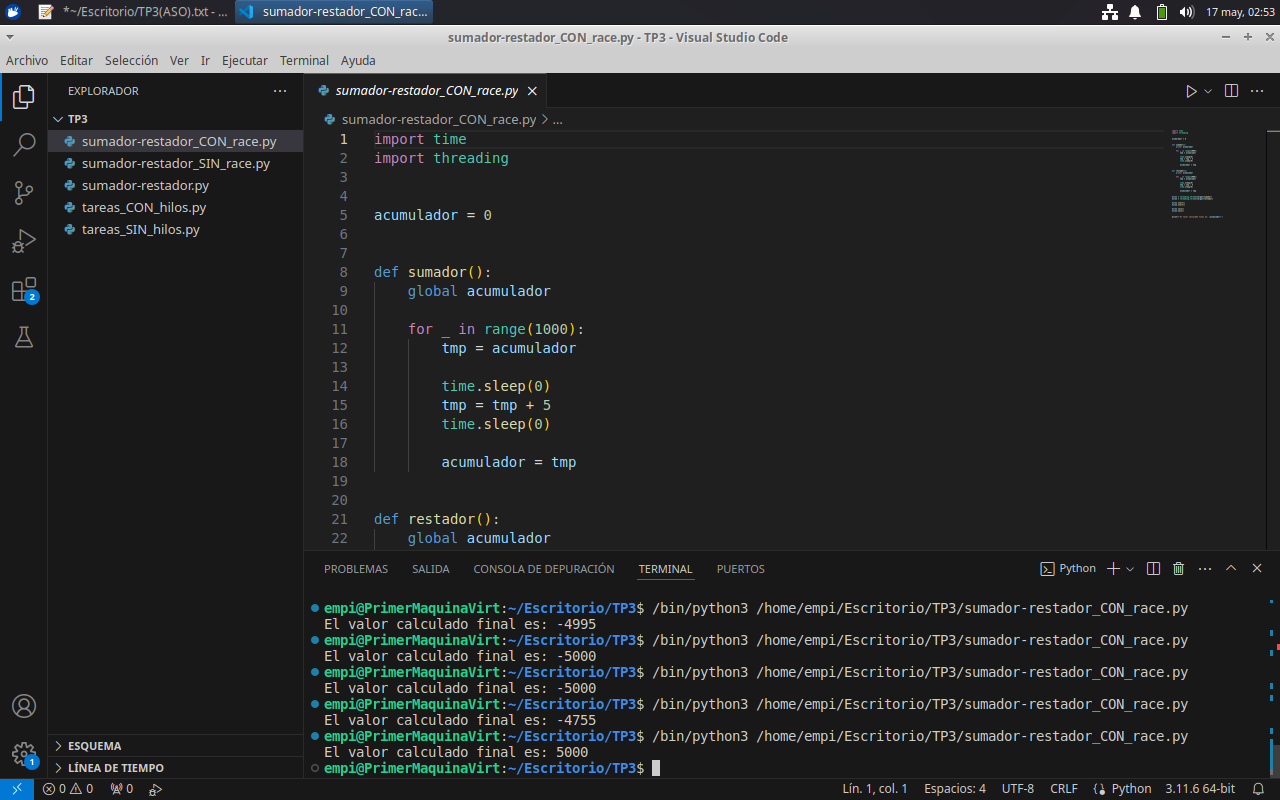 *~/Escritorio/TP3(ASO).txt - ...
sumador-restador_CON_rac...
17 may, 02:53
sumador-restador_CON_race.py - TP3 - Visual Studio Code
Archivo Editar Selección Ver Ir Ejecutar Terminal Ayuda
EXPLORADOR
TP3
sumador-restador_CON_race.py
sumador-restador_SIN_race.py
sumador-restador.py
tareas_CON_hilos.py
tareas_SIN_hilos.py
2
1
ESQUEMA
LÍNEA DE TIEMPO
sumador-restador_CON_race.py
sumador-restador_CON_race.py > ...
1 import time
2 import threading
3
4
5 acumulador = 0
6
7
8 def sumador():
9 global acumulador
10
11 for _ in range(1000):
12 tmp = acumulador
13
14 time.sleep(0)
15 tmp = tmp + 5
16 time.sleep(0)
17
18 acumulador = tmp
19
20
21 def restador():
22 global acumulador
PROBLEMAS SALIDA CONSOLA DE DEPURACIÓN TERMINAL PUERTOS
Python
empi@PrimerMaquinaVirt:~/Escritorio/TP3$ /bin/python3 /home/empi/Escritorio/TP3/sumador-restador_CON_race.py
El valor calculado final es: -4995
empi@PrimerMaquinaVirt:~/Escritorio/TP3$ /bin/python3 /home/empi/Escritorio/TP3/sumador-restador_CON_race.py
El valor calculado final es: -5000
empi@PrimerMaquinaVirt:~/Escritorio/TP3$ /bin/python3 /home/empi/Escritorio/TP3/sumador-restador_CON_race.py
El valor calculado final es: -5000
empi@PrimerMaquinaVirt:~/Escritorio/TP3$ /bin/python3 /home/empi/Escritorio/TP3/sumador-restador_CON_race.py
El valor calculado final es: -4755
empi@PrimerMaquinaVirt:~/Escritorio/TP3$ /bin/python3 /home/empi/Escritorio/TP3/sumador-restador_CON_race.py
El valor calculado final es: 5000
empi@PrimerMaquinaVirt:~/Escritorio/TP3$
0 0 0 Lín. 1, col. 1 Espacios: 4 UTF-8 CRLF Python 3.11.6 64-bit